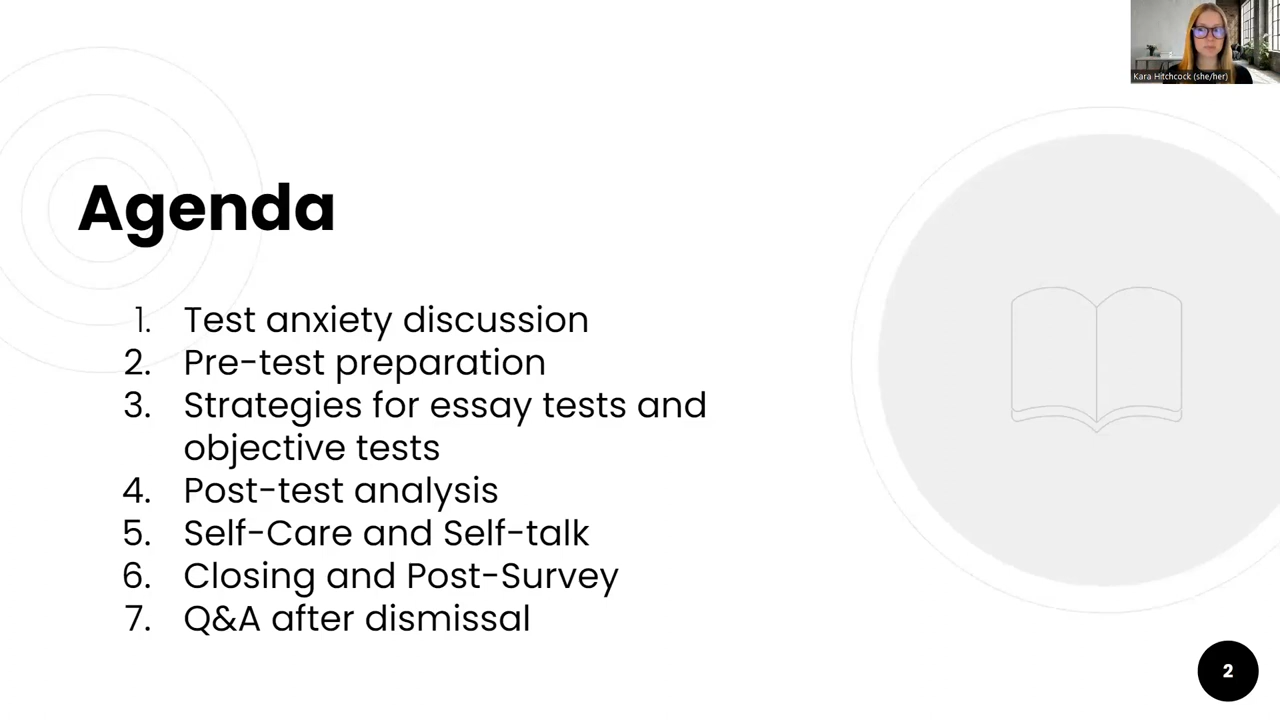 Kara Hitchcock (she/her)
Agenda
1. Test anxiety discussion
2. Pre-test preparation
3. Strategies for essay tests and
objective tests
4. Post-test analysis
5. Self-Care and Self-talk
6. Closing and Post-Survey
7. Q&A after dismissal
2